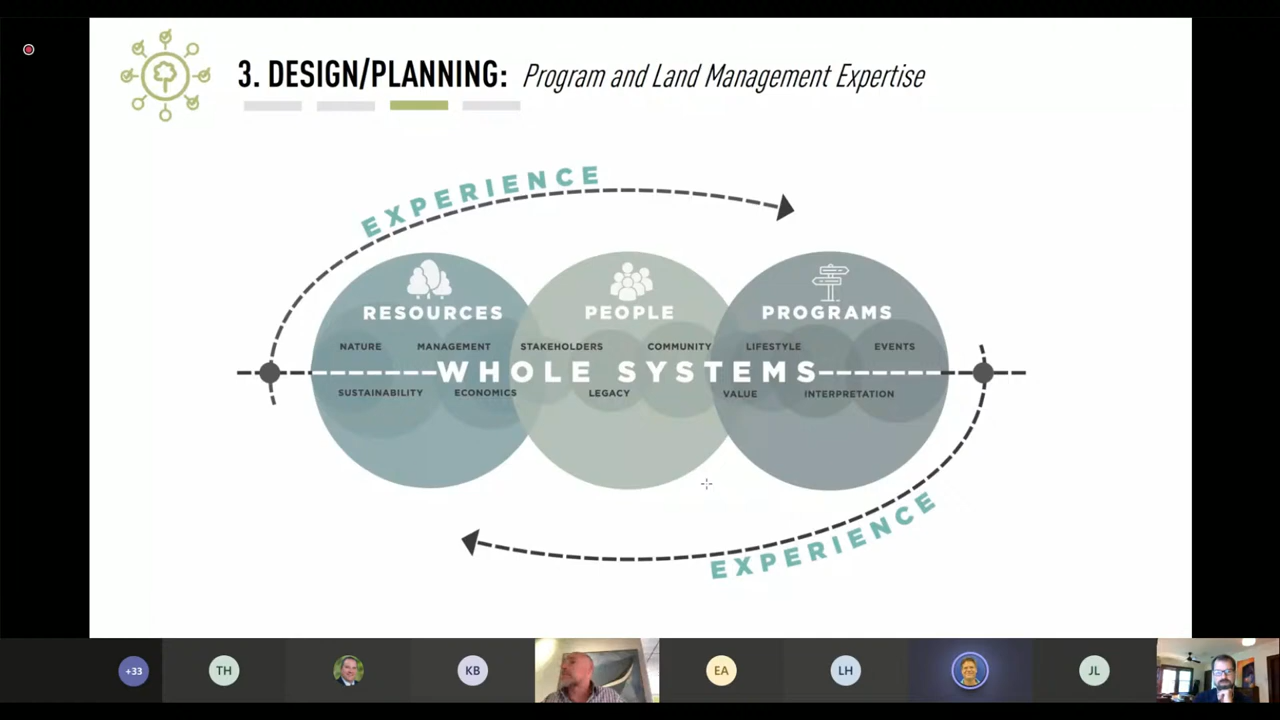 3. DESIGN/PLANNING: Program and Land Management Expertise
EXPERIENCE
RESOURCES PEOPLE PROGRAMS
NATURE MANAGEMENT STAKEHOLDERS COMMUNITY LIFESTYLE EVENTS
WHOLE SYSTEMS
SUSTAINABILITY ECONOMICS LEGACY VALUE INTERPRETATION
EXPERIENCE
+33 TH KB EA LH JL